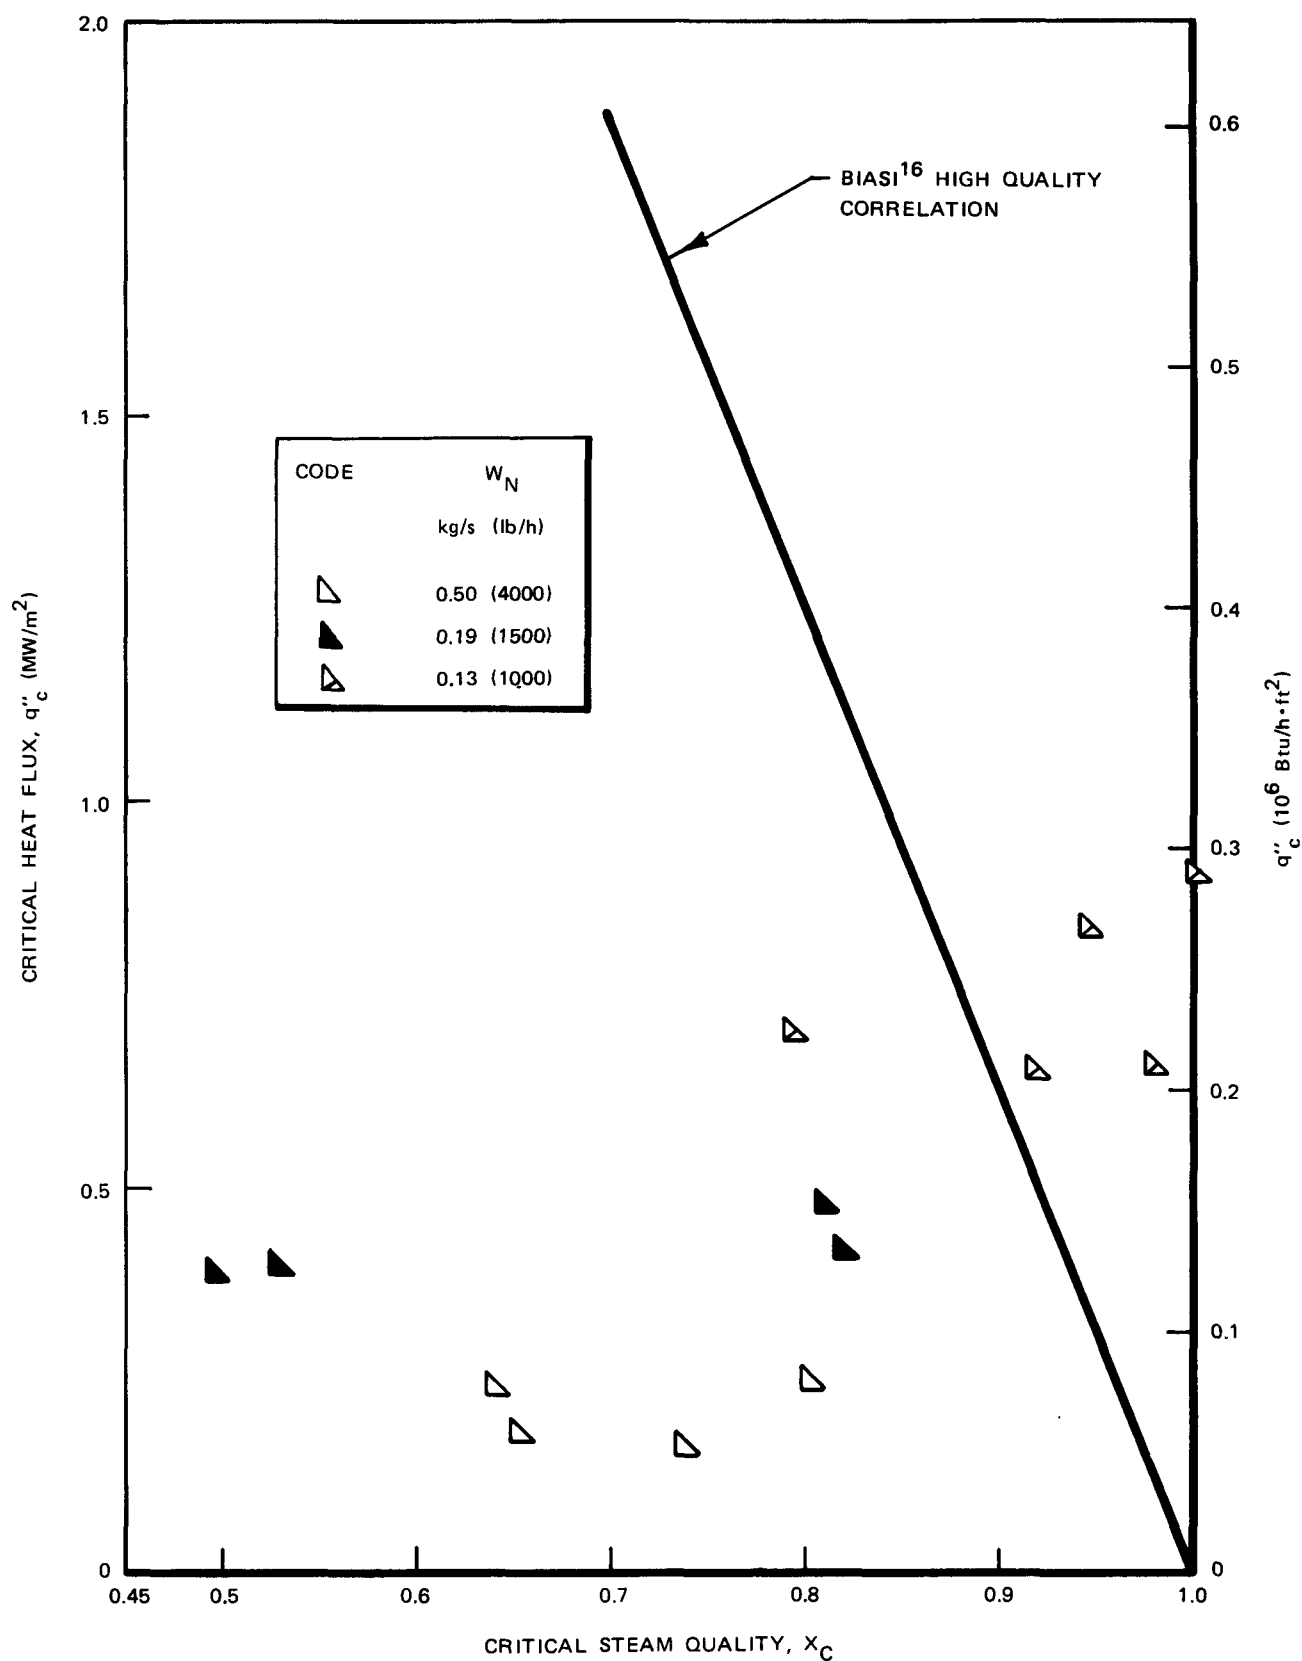 2.0
0.6
BIASI16 HIGH QUALITY
CORRELATION
0.5
1.5
CODE WN
kg/s (lb/h)
0.50 (4000)
0.19 (1500)
0.13 (1000)
0.4
CRITICAL HEAT FLUX, q″c (MW/m2)
q″c (106 Btu/h·ft2)
1.0
0.3
0.2
0.5
0.1
0
0
0.45 0.5 0.6 0.7 0.8 0.9 1.0
CRITICAL STEAM QUALITY, XC